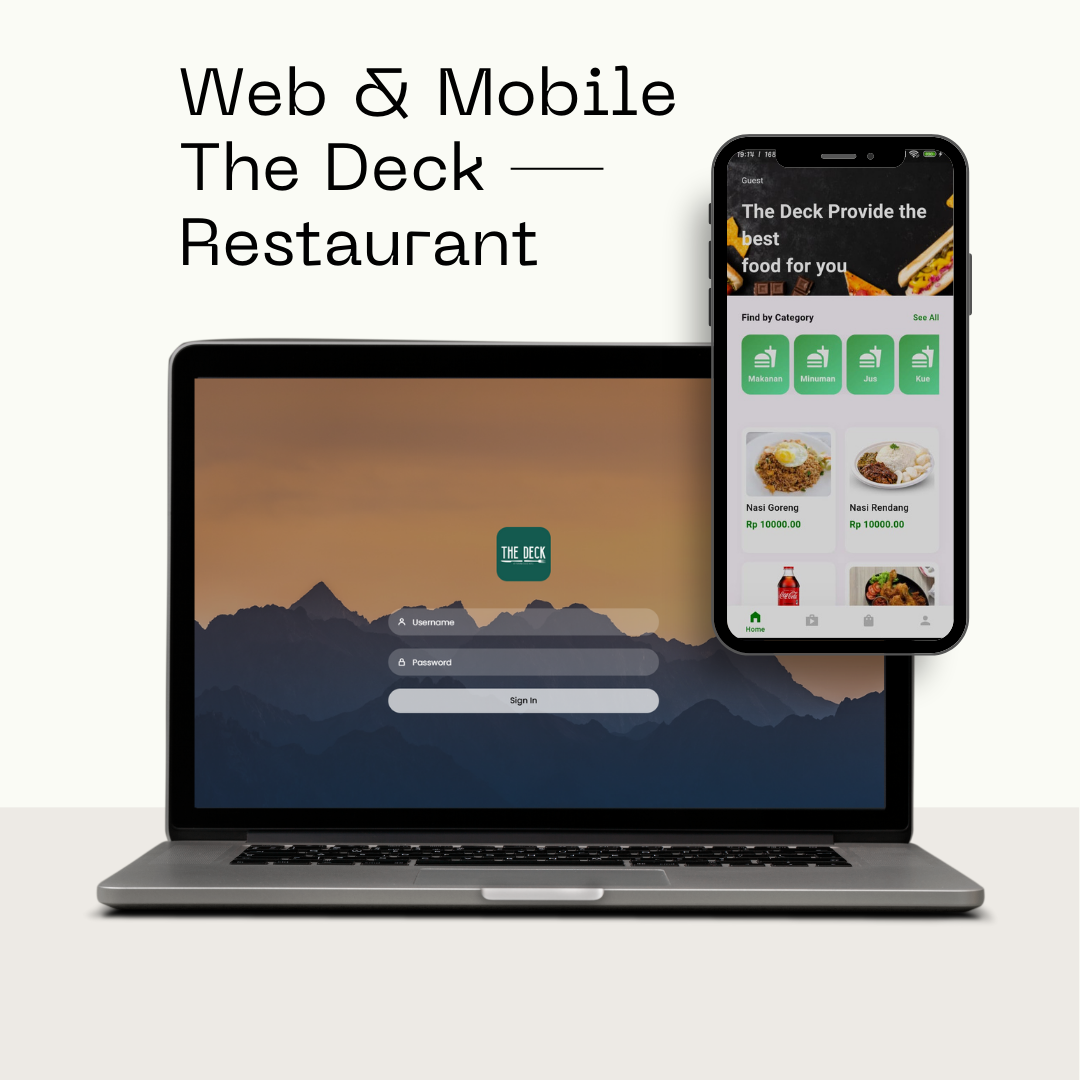 Web & Mobile
The Deck
Restaurant
19:14
Guest
The Deck Provide the
best
food for you
Find by Category
See All
Makanan
Minuman
Jus
Kue
Nasi Goreng
Nasi Rendang
Rp 10000.00
Rp 10000.00
Coca-Cola
Home
THE DECK
Username
Password
Sign In